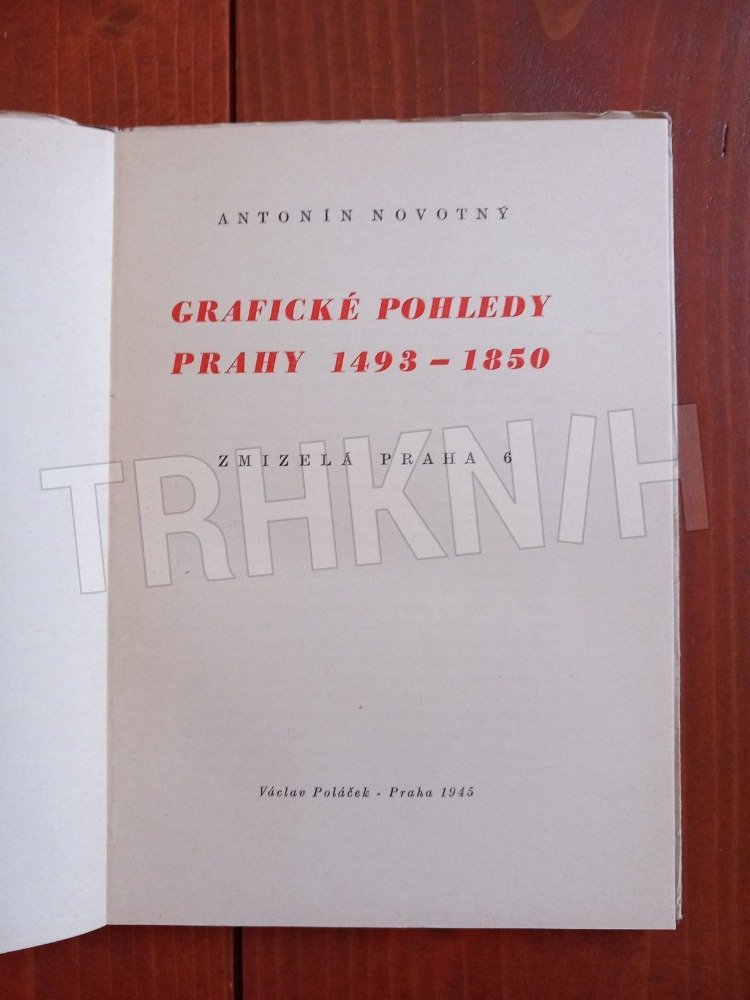 ANTONÍN NOVOTNÝ
GRAFICKÉ POHLEDY
PRAHY 1493 – 1850
ZMIZELÁ PRAHA 6
TRHKNIH
Václav Poláček - Praha 1945